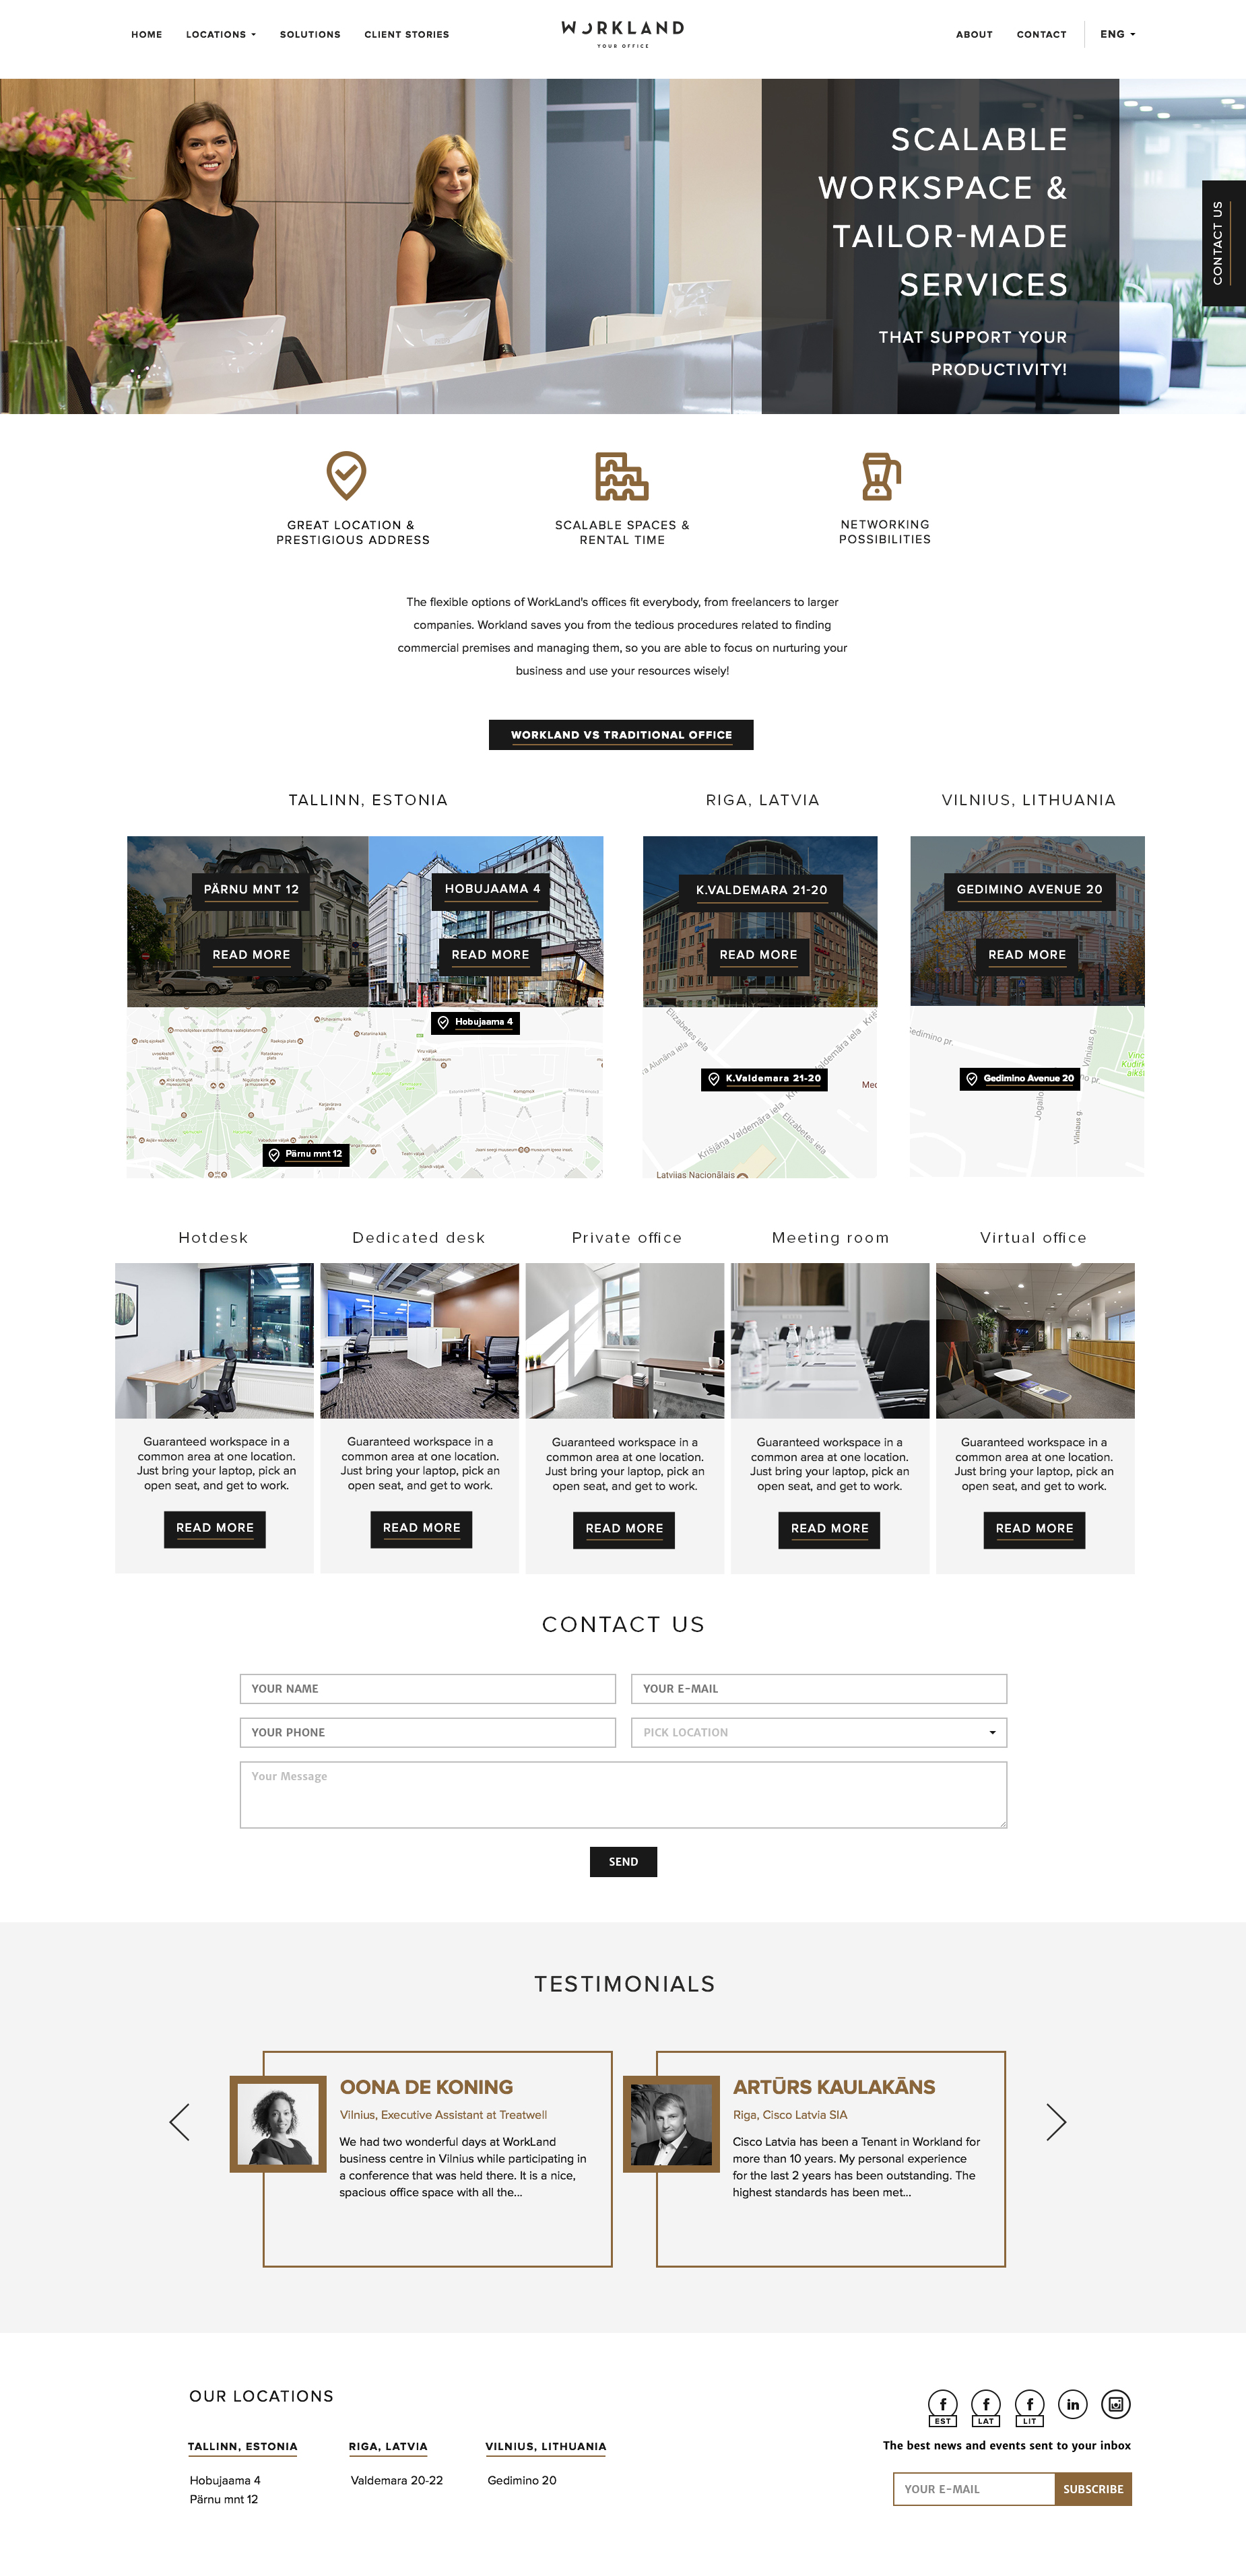 HOME
LOCATIONS
SOLUTIONS
CLIENT STORIES
WORKLAND
YOUR OFFICE
ABOUT
CONTACT
ENG
SCALABLE
WORKSPACE &
TAILOR-MADE
SERVICES
THAT SUPPORT YOUR
PRODUCTIVITY!
CONTACT US
GREAT LOCATION &
PRESTIGIOUS ADDRESS
SCALABLE SPACES &
RENTAL TIME
NETWORKING
POSSIBILITIES
The flexible options of WorkLand's offices fit everybody, from freelancers to larger
companies. Workland saves you from the tedious procedures related to finding
commercial premises and managing them, so you are able to focus on nurturing your
business and use your resources wisely!
WORKLAND VS TRADITIONAL OFFICE
TALLINN, ESTONIA
PÄRNU MNT 12
READ MORE
HOBUJAAMA 4
READ MORE
Hobujaama 4
Pärnu mnt 12
RIGA, LATVIA
K.VALDEMARA 21-20
READ MORE
Elizabetes iela
K.Valdemara 21-20
Krišjāņa Valdemāra iela
Elizabetes iela
Latvijas Nacionālais
VILNIUS, LITHUANIA
GEDIMINO AVENUE 20
READ MORE
Gedimino Avenue 20
Vilniaus g.
Jogailo
Vilniaus g.
Hotdesk
Guaranteed workspace in a
common area at one location.
Just bring your laptop, pick an
open seat, and get to work.
READ MORE
Dedicated desk
Guaranteed workspace in a
common area at one location.
Just bring your laptop, pick an
open seat, and get to work.
READ MORE
Private office
Guaranteed workspace in a
common area at one location.
Just bring your laptop, pick an
open seat, and get to work.
READ MORE
Meeting room
Guaranteed workspace in a
common area at one location.
Just bring your laptop, pick an
open seat, and get to work.
READ MORE
Virtual office
Guaranteed workspace in a
common area at one location.
Just bring your laptop, pick an
open seat, and get to work.
READ MORE
CONTACT US
YOUR NAME
YOUR E-MAIL
YOUR PHONE
PICK LOCATION
Your Message
SEND
TESTIMONIALS
OONA DE KONING
Vilnius, Executive Assistant at Treatwell
We had two wonderful days at WorkLand
business centre in Vilnius while participating in
a conference that was held there. It is a nice,
spacious office space with all the...
ARTŪRS KAULAKĀNS
Riga, Cisco Latvia SIA
Cisco Latvia has been a Tenant in Workland for
more than 10 years. My personal experience
for the last 2 years has been outstanding. The
highest standards has been met...
OUR LOCATIONS
TALLINN, ESTONIA
Hobujaama 4
Pärnu mnt 12
RIGA, LATVIA
Valdemara 20-22
VILNIUS, LITHUANIA
Gedimino 20
EST
LAT
LIT
in
The best news and events sent to your inbox
YOUR E-MAIL
SUBSCRIBE